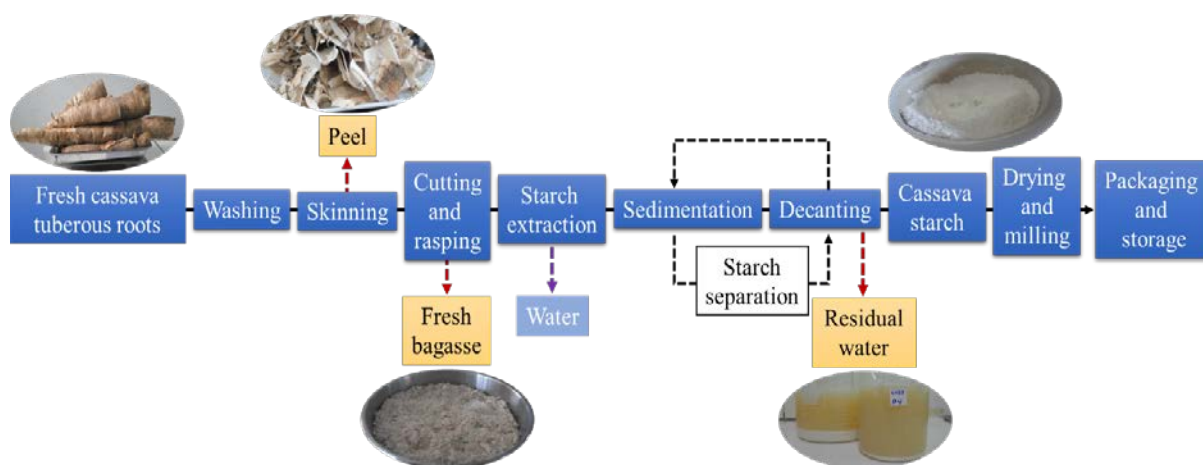 Peel
Fresh cassava
tuberous roots
Washing
Skinning
Cutting
and
rasping
Starch
extraction
Sedimentation
Decanting
Cassava
starch
Drying
and
milling
Packaging
and
storage
Starch
separation
Fresh
bagasse
Water
Residual
water